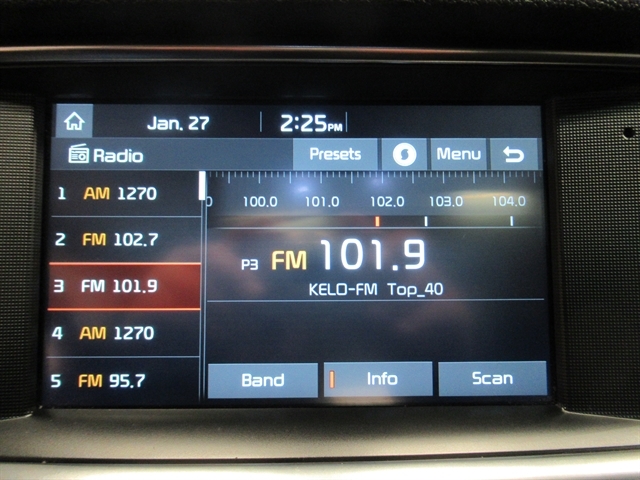 Jan. 27 2:25PM
Radio Presets Menu
1 AM 1270
2 FM 102.7
3 FM 101.9
4 AM 1270
5 FM 95.7
0 100.0 101.0 102.0 103.0 104.0
P3 FM 101.9
KELO-FM Top_40
Band Info Scan